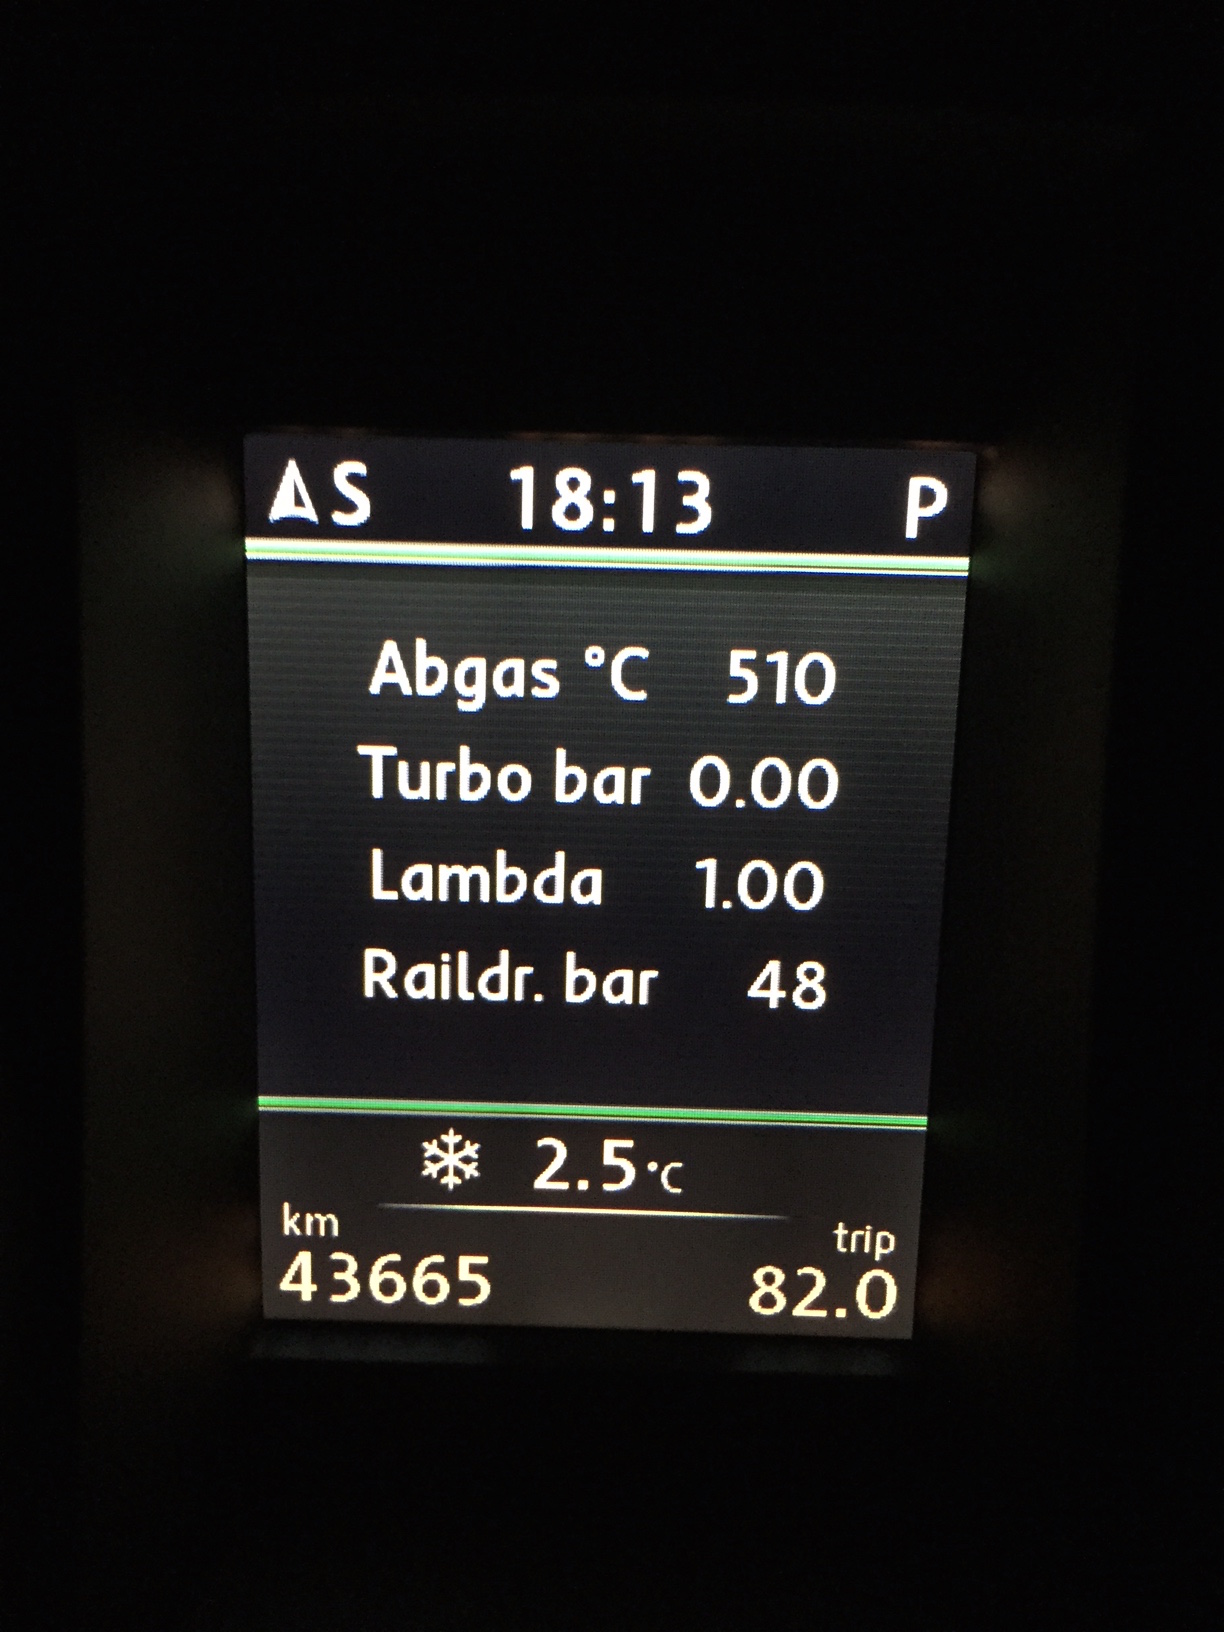 S 18:13 P
Abgas °C 510
Turbo bar 0.00
Lambda 1.00
Raildr. bar 48
2.5 °C
km trip
43665 82.0